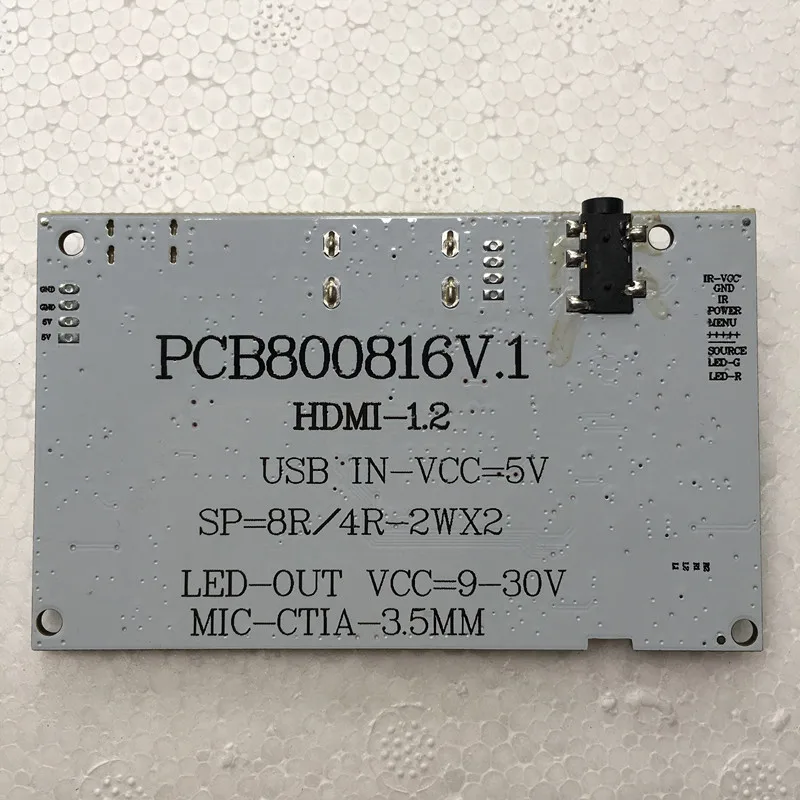 GND
GND
5V
5V
IR-VCC
GND
IR
POWER
MENU
+++++
SOURCE
LED-G
LED-R
PCB800816V.1
HDMI-1.2
USB IN-VCC=5V
SP=8R/4R-2WX2
LED-OUT VCC=9-30V
MIC-CTIA-3.5MM